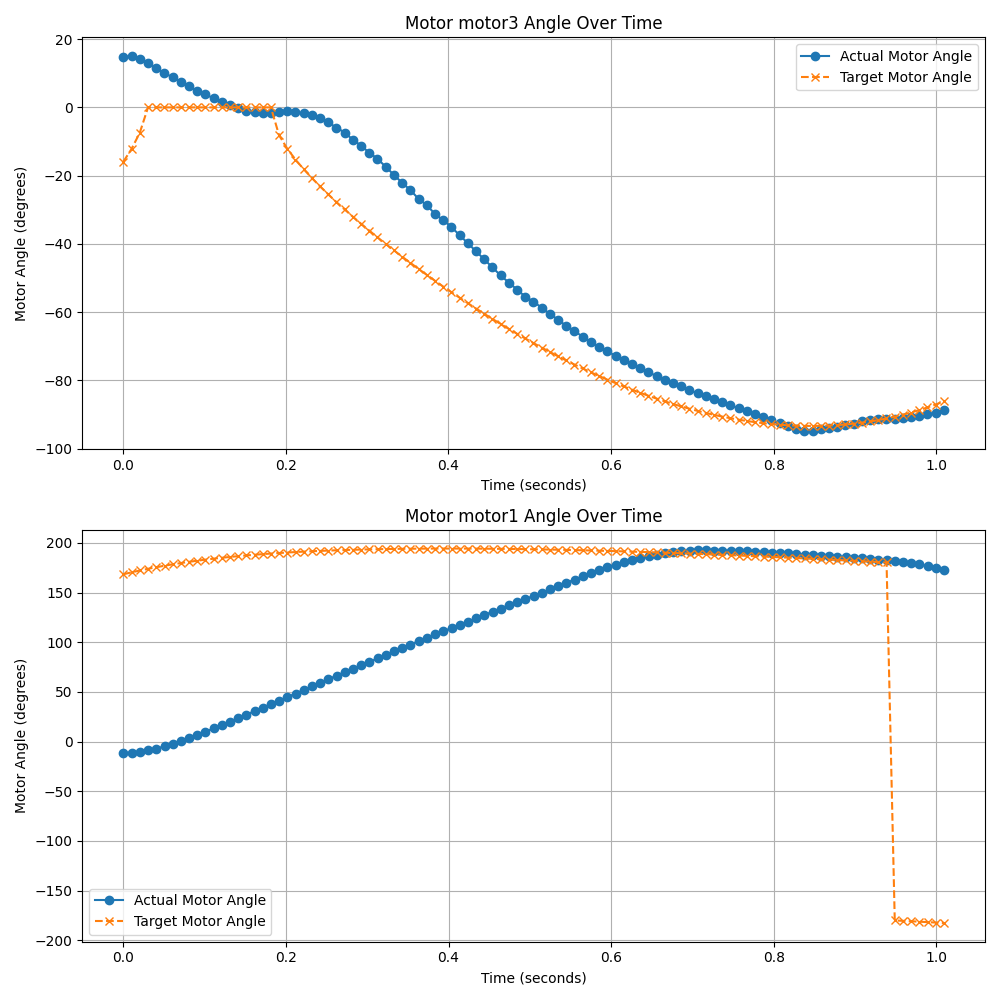 Motor motor3 Angle Over Time
20
0
−20
−40
−60
−80
−100
Motor Angle (degrees)
Actual Motor Angle
Target Motor Angle
0.0 0.2 0.4 0.6 0.8 1.0
Time (seconds)
Motor motor1 Angle Over Time
200
150
100
50
0
−50
−100
−150
−200
Motor Angle (degrees)
Actual Motor Angle
Target Motor Angle
0.0 0.2 0.4 0.6 0.8 1.0
Time (seconds)